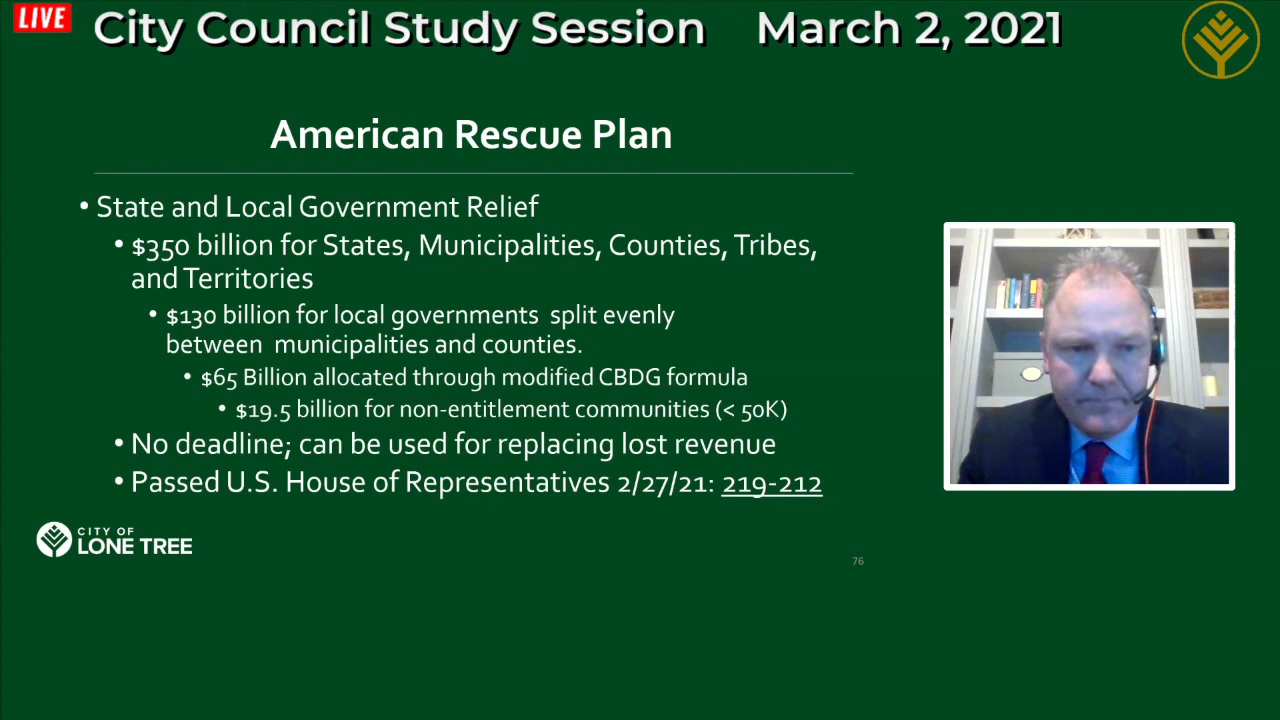 LIVE
City Council Study Session March 2, 2021
American Rescue Plan
• State and Local Government Relief
• $350 billion for States, Municipalities, Counties, Tribes,
and Territories
• $130 billion for local governments split evenly
between municipalities and counties.
• $65 Billion allocated through modified CBDG formula
• $19.5 billion for non-entitlement communities (< 50K)
• No deadline; can be used for replacing lost revenue
• Passed U.S. House of Representatives 2/27/21: 219-212
CITY OF
LONE TREE
76